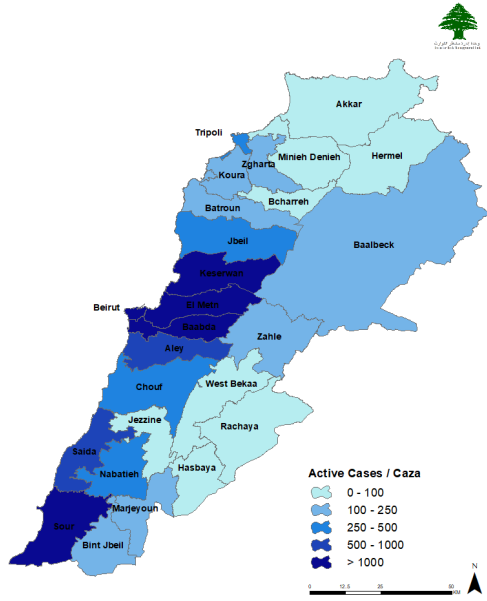 Akkar
Tripoli
Minieh Denieh
Hermel
Zgharta
Koura
Bcharreh
Batroun
Jbeil
Baalbeck
Keserwan
El Metn
Beirut
Baabda
Zahle
Aley
West Bekaa
Chouf
Jezzine
Rachaya
Saida
Hasbaya
Nabatieh
Marjeyoun
Sour
Bint Jbeil
Active Cases / Caza
0 - 100
100 - 250
250 - 500
500 - 1000
> 1000
N
0 12.5 25 50
KM